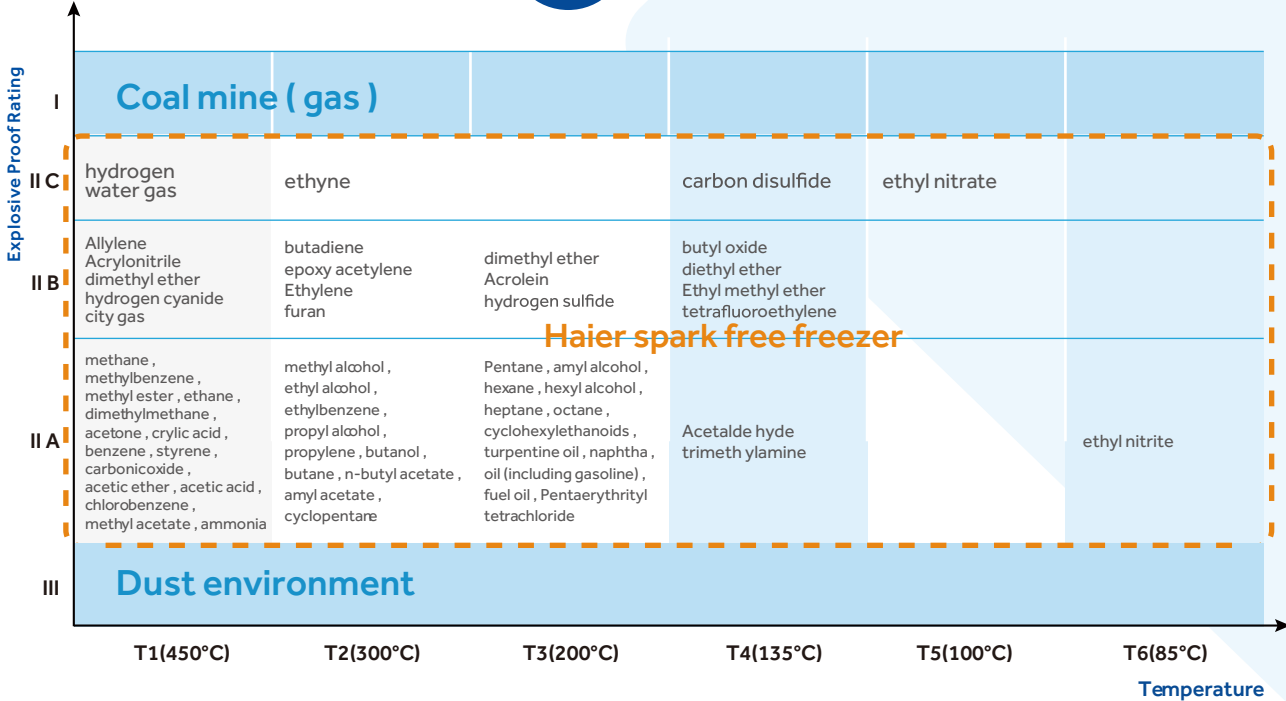 Explosive Proof Rating
I
Coal mine ( gas )
II C
hydrogen
water gas
ethyne
carbon disulfide
ethyl nitrate
II B
Allylene
Acrylonitrile
dimethyl ether
hydrogen cyanide
city gas
butadiene
epoxy acetylene
Ethylene
furan
dimethyl ether
Acrolein
hydrogen sulfide
butyl oxide
diethyl ether
Ethyl methyl ether
tetrafluoroethylene
Haier spark free freezer
II A
methane ,
methylbenzene ,
methyl ester , ethane ,
dimethylmethane ,
acetone , crylic acid ,
benzene , styrene ,
carbonicoxide ,
acetic ether , acetic acid ,
chlorobenzene ,
methyl acetate , ammonia
methyl alcohol ,
ethyl alcohol ,
ethylbenzene ,
propyl alcohol ,
propylene , butanol ,
butane , n-butyl acetate ,
amyl acetate ,
cyclopentane
Pentane , amyl alcohol ,
hexane , hexyl alcohol ,
heptane , octane ,
cyclohexylethanoids ,
turpentine oil , naphtha ,
oil (including gasoline) ,
fuel oil , Pentaerythrityl
tetrachloride
Acetalde hyde
trimeth ylamine
ethyl nitrite
III
Dust environment
T1(450°C)
T2(300°C)
T3(200°C)
T4(135°C)
T5(100°C)
T6(85°C)
Temperature